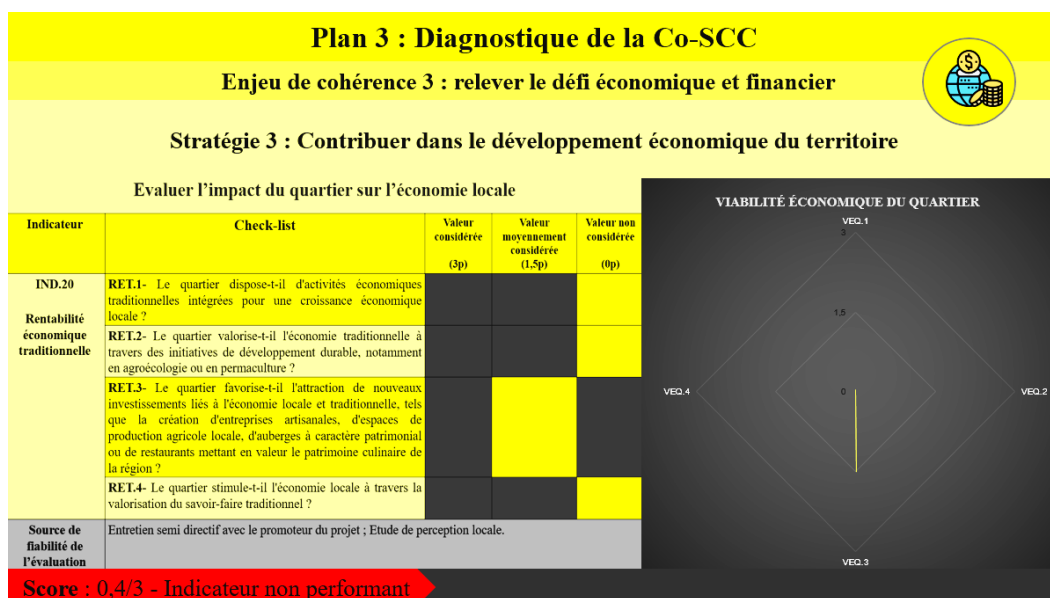 Plan 3 : Diagnostique de la Co-SCC
Enjeu de cohérence 3 : relever le défi économique et financier
Stratégie 3 : Contribuer dans le développement économique du territoire
Evaluer l’impact du quartier sur l’économie locale
Indicateur
Check-list
Valeur
considérée
(3p)
Valeur
moyennement
considérée
(1,5p)
Valeur non
considérée
(0p)
IND.20
Rentabilité
économique
traditionnelle
RET.1- Le quartier dispose-t-il d'activités économiques
traditionnelles intégrées pour une croissance économique
locale ?
RET.2- Le quartier valorise-t-il l'économie traditionnelle à
travers des initiatives de développement durable, notamment
en agroécologie ou en permaculture ?
RET.3- Le quartier favorise-t-il l'attraction de nouveaux
investissements liés à l'économie locale et traditionnelle, tels
que la création d'entreprises artisanales, d'espaces de
production agricole locale, d'auberges à caractère patrimonial
ou de restaurants mettant en valeur le patrimoine culinaire de
la région ?
RET.4- Le quartier stimule-t-il l'économie locale à travers la
valorisation du savoir-faire traditionnel ?
Source de
fiabilité de
l’évaluation
Entretien semi directif avec le promoteur du projet ; Etude de perception locale.
Score : 0,4/3 - Indicateur non performant
VIABILITÉ ÉCONOMIQUE DU QUARTIER
VEQ.1
3
1,5
VEQ.4
0
VEQ.2
VEQ.3
$